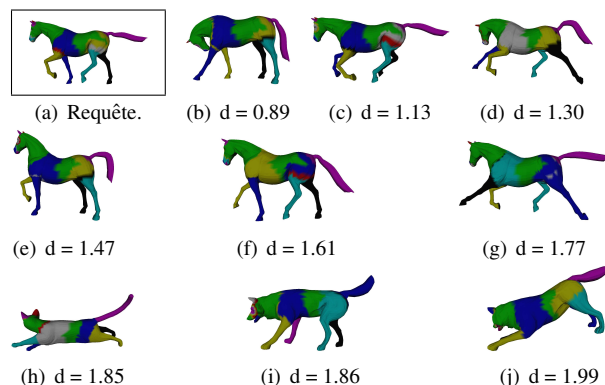 (a) Requête.
(b) d = 0.89
(c) d = 1.13
(d) d = 1.30
(e) d = 1.47
(f) d = 1.61
(g) d = 1.77
(h) d = 1.85
(i) d = 1.86
(j) d = 1.99